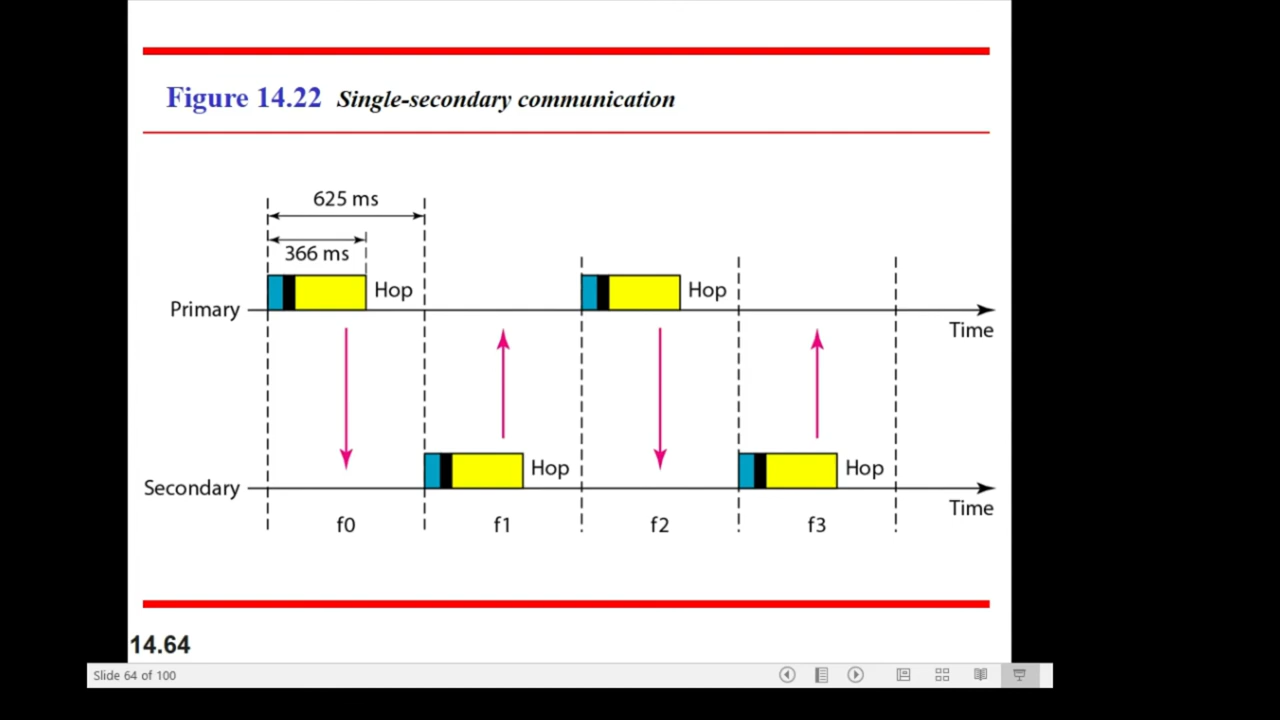 Figure 14.22 Single-secondary communication
625 ms
366 ms
Hop
Hop
Primary
Time
Hop
Hop
Secondary
Time
f0
f1
f2
f3
14.64
Slide 64 of 100